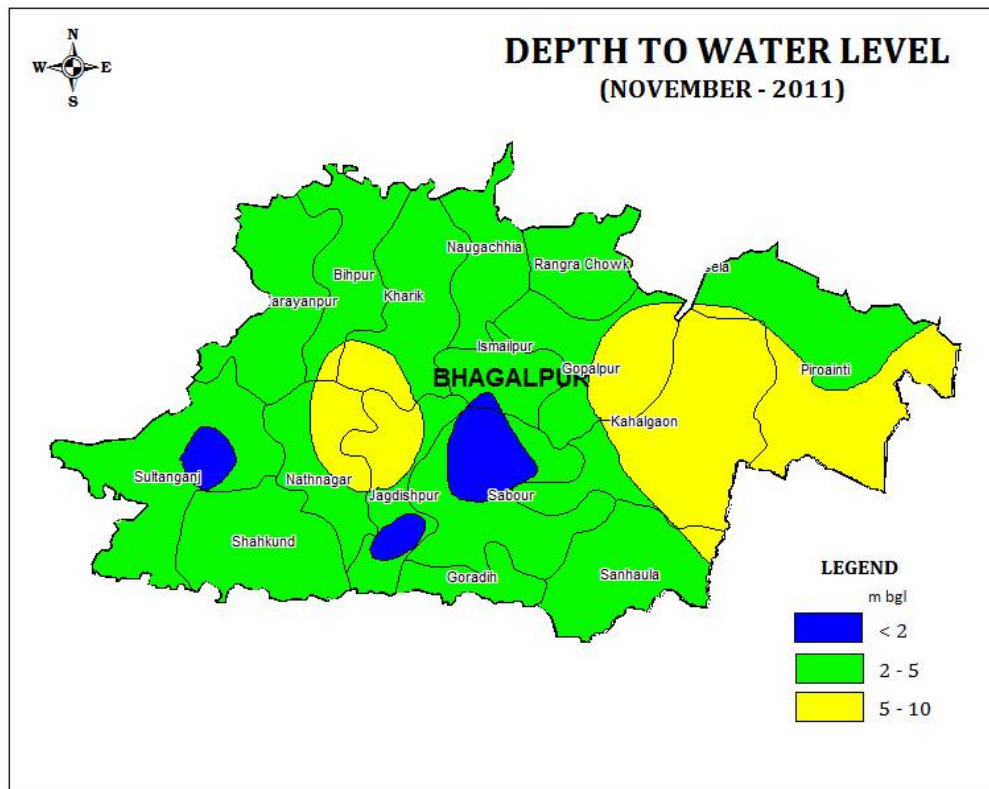 N
W E
S
DEPTH TO WATER LEVEL
(NOVEMBER - 2011)
Naugachhia
Rangra Chowk
sela
Bihpur
Kharik
arayanpur
Ismailpur
Gopalpur
Piroainti
BHAGALPUR
Kahalgaon
Sultanganj
Nathnagar
Jagdishpur
Sabour
Shahkund
Goradih
Sanhaula
LEGEND
m bgl
< 2
2 - 5
5 - 10